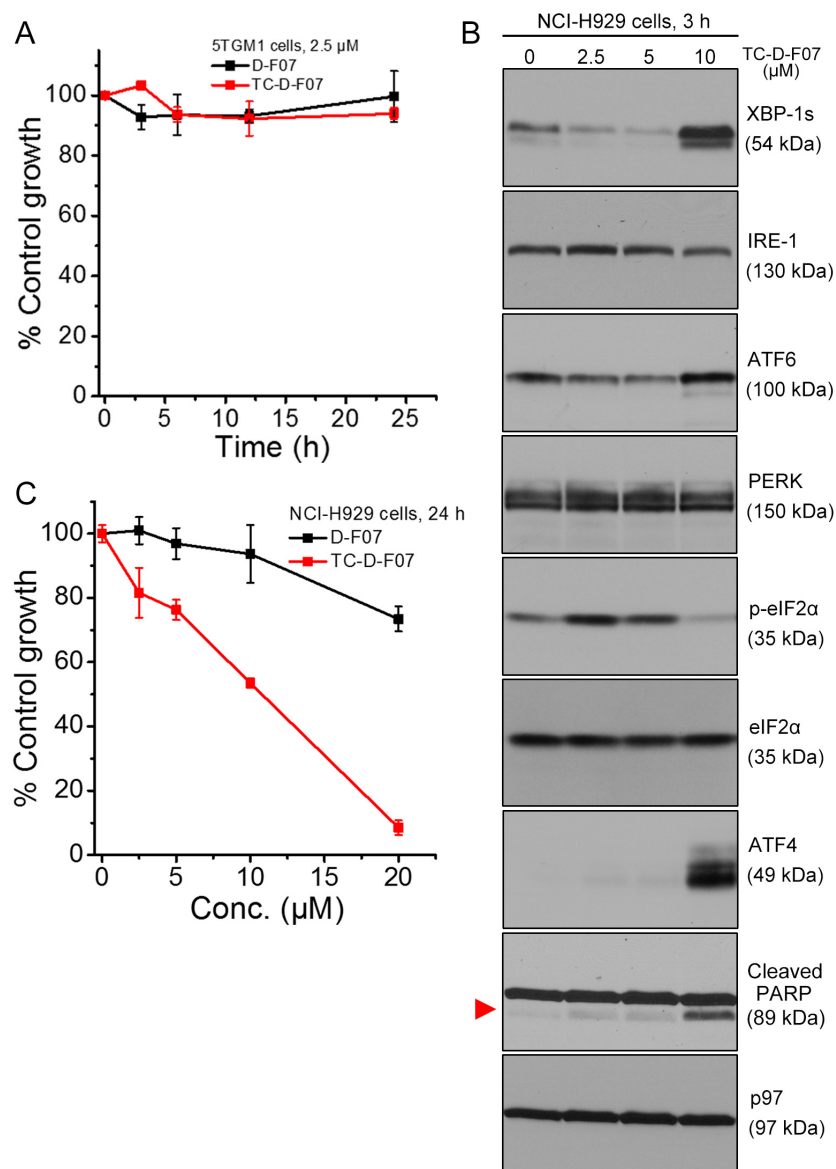 A
5TGM1 cells, 2.5 µM
D-F07
TC-D-F07
100
80
60
40
20
0
% Control growth
0 5 10 15 20 25
Time (h)
B
NCI-H929 cells, 3 h
0 2.5 5 10 TC-D-F07
(µM)
XBP-1s
(54 kDa)
IRE-1
(130 kDa)
ATF6
(100 kDa)
PERK
(150 kDa)
p-eIF2α
(35 kDa)
eIF2α
(35 kDa)
ATF4
(49 kDa)
Cleaved
PARP
(89 kDa)
p97
(97 kDa)
C
NCI-H929 cells, 24 h
D-F07
TC-D-F07
100
80
60
40
20
0
% Control growth
0 5 10 15 20
Conc. (µM)